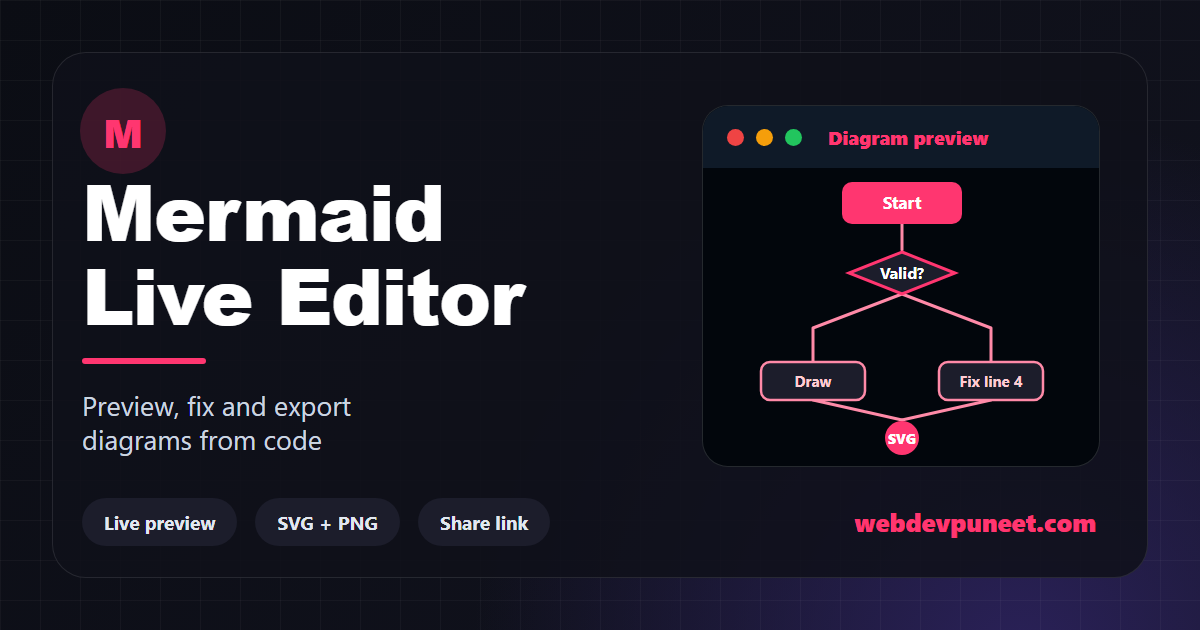 M
Mermaid
Live Editor
Preview, fix and export
diagrams from code
Live preview
SVG + PNG
Share link
Diagram preview
Start
Valid?
Draw
Fix line 4
SVG
webdevpuneet.com